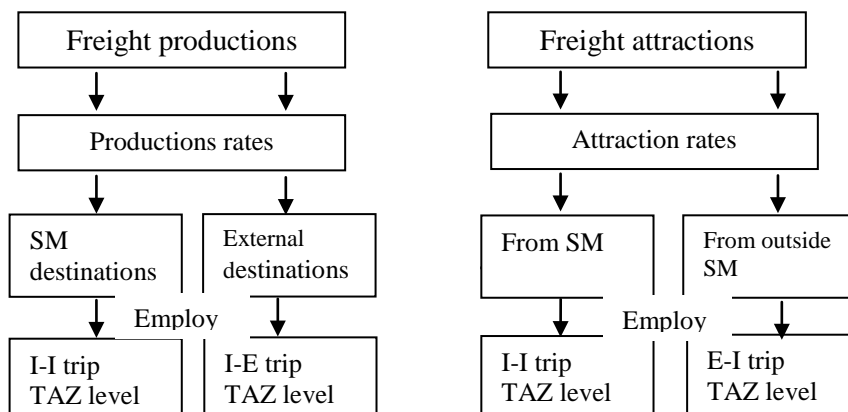 Freight productions
Freight attractions
Productions rates
Attraction rates
SM
destinations
External
destinations
From SM
From outside
SM
Employ
Employ
I-I trip
TAZ level
I-E trip
TAZ level
I-I trip
TAZ level
E-I trip
TAZ level